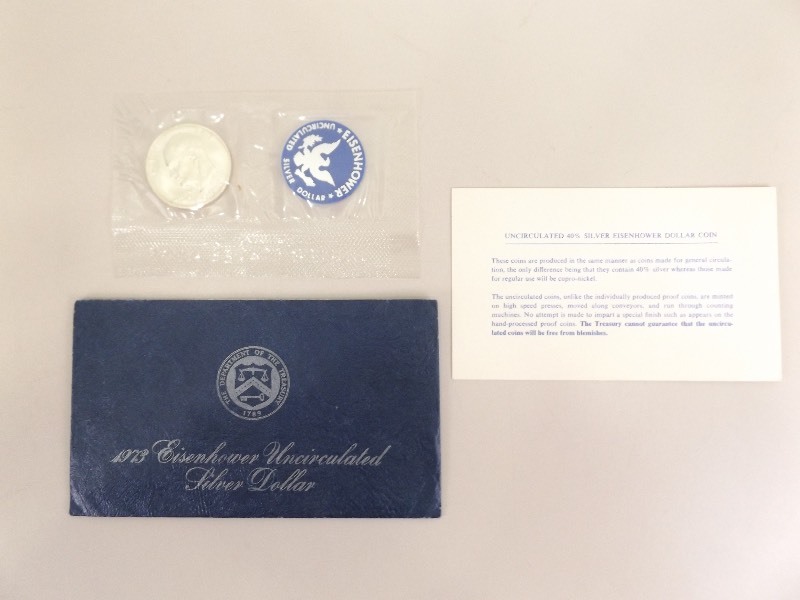 EISENHOWER
UNCIRCULATED SILVER DOLLAR
UNCIRCULATED 40% SILVER EISENHOWER DOLLAR COIN
These coins are produced in the same manner as coins made for general circula-
tion, the only difference being that they contain 40% silver whereas those made
for regular use will be cupro-nickel.
The uncirculated coins, unlike the individually produced proof coins, are minted
on high speed presses, moved along conveyors, and run through counting
machines. No attempt is made to impart a special finish such as appears on the
hand-processed proof coins. The Treasury cannot guarantee that the uncircu-
lated coins will be free from blemishes.
THE DEPARTMENT OF THE TREASURY
1789
1973 Eisenhower Uncirculated
Silver Dollar